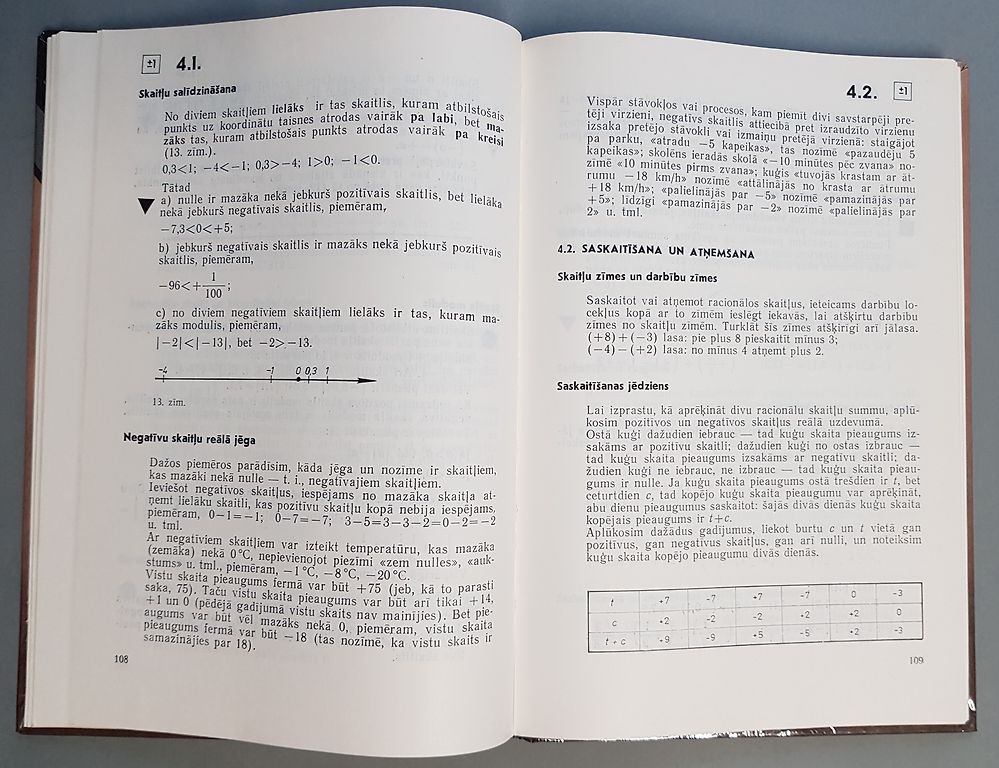 ±1 4.1.
Skaitļu salīdzināšana
No diviem skaitļiem lielāks ir tas skaitlis, kuram atbilstošais
punkts uz koordinātu taisnes atrodas vairāk pa labi, bet ma-
zāks tas, kuram atbilstošais punkts atrodas vairāk pa kreisi
(13. zīm.).
0,3<1; −4<−1; 0,3>−4; 1>0; −1<0.
Tātad
a) nulle ir mazāka nekā jebkurš pozitīvais skaitlis, bet lielāka
nekā jebkurš negatīvais skaitlis, piemēram,
−7,3<0<+5;
b) jebkurš negatīvais skaitlis ir mazāks nekā jebkurš pozitīvais
skaitlis, piemēram,
−96<+1/100;
c) no diviem negatīviem skaitļiem lielāks ir tas, kuram ma-
zāks modulis, piemēram,
|−2|<|−13|, bet −2>−13.
-4 -1 0 0,3 1
13. zīm.
Negatīvu skaitļu reālā jēga
Dažos piemēros parādīsim, kāda jēga un nozīme ir skaitļiem,
kas mazāki nekā nulle — t. i., negatīvajiem skaitļiem.
Ieviešot negatīvos skaitļus, iespējams no mazāka skaitļa at-
ņemt lielāku skaitli, kas pozitīvu skaitļu kopā nebija iespējams,
piemēram, 0−1=−1; 0−7=−7; 3−5=3−3−2=0−2=−2
u. tml.
Ar negatīviem skaitļiem var izteikt temperatūru, kas mazāka
(zemāka) nekā 0°C, nepievienojot piezīmi «zem nulles», «auk-
stums» u. tml., piemēram, −1°C, −8°C, −20°C.
Vistu skaita pieaugums fermā var būt +75 (jeb, kā to parasti
saka, 75). Taču vistu skaita pieaugums var būt arī tikai +14,
+1 un 0 (pēdējā gadījumā vistu skaits nav mainījies). Bet pie-
augums var būt vēl mazāks nekā 0, piemēram, vistu skaita
pieaugums fermā var būt −18 (tas nozīmē, ka vistu skaits ir
samazinājies par 18).
108
4.2. ±1
Vispār stāvokļos vai procesos, kam piemīt divi savstarpēji pre-
tēji virzieni, negatīvs skaitlis attiecībā pret izraudzīto virzienu
izsaka pretējo stāvokli vai izmaiņu pretējā virzienā: staigājot
pa parku, «atradu −5 kapeikas», tas nozīmē «pazaudēju 5
kapeikas»; skolēns ieradās skolā «−10 minūtes pēc zvana» no-
zīmē «10 minūtes pirms zvana»; kuģis «tuvojās krastam ar āt-
rumu −18 km/h» nozīmē «attālinājās no krasta ar ātrumu
+18 km/h»; «palielinājās par −5» nozīmē «pamazinājās par
+5»; līdzīgi «pamazinājās par −2» nozīmē «palielinājās par
2» u. tml.
4.2. SASKAITĪŠANA UN ATŅEMŠANA
Skaitļu zīmes un darbību zīmes
Saskaitot vai atņemot racionālos skaitļus, ieteicams darbību lo-
cekļus kopā ar to zīmēm ieslēgt iekavās, lai atšķirtu darbību
zīmes no skaitļu zīmēm. Turklāt šīs zīmes atšķirīgi arī jālasa.
(+8)+(−3) lasa: pie plus 8 pieskaitīt mīnus 3;
(−4)−(+2) lasa: no mīnus 4 atņemt plus 2.
Saskaitīšanas jēdziens
Lai izprastu, kā aprēķināt divu racionālu skaitļu summu, aplū-
kosim pozitīvos un negatīvos skaitļus reālā uzdevumā.
Ostā kuģi dažudien iebrauc — tad kuģu skaita pieaugums iz-
sakāms ar pozitīvu skaitli; dažudien kuģi no ostas izbrauc —
tad kuģu skaita pieaugums izsakāms ar negatīvu skaitli; da-
žudien kuģi ne iebrauc, ne izbrauc — tad kuģu skaita pieau-
gums ir nulle. Ja kuģu skaita pieaugums ostā trešdien ir t, bet
ceturtdien c, tad kopējo kuģu skaita pieaugumu var aprēķināt,
abu dienu pieaugumus saskaitot: šajās divās dienās kuģu skaita
kopējais pieaugums ir t+c.
Aplūkosim dažādus gadījumus, liekot burtu c un t vietā gan
pozitīvus, gan negatīvus skaitļus, gan arī nulli, un noteiksim
kuģu skaita kopējo pieaugumu divās dienās.
t +7 -7 +7 -7 0 -3
c +2 -2 -2 +2 +2 0
t+c +9 -9 +5 -5 +2 -3
109